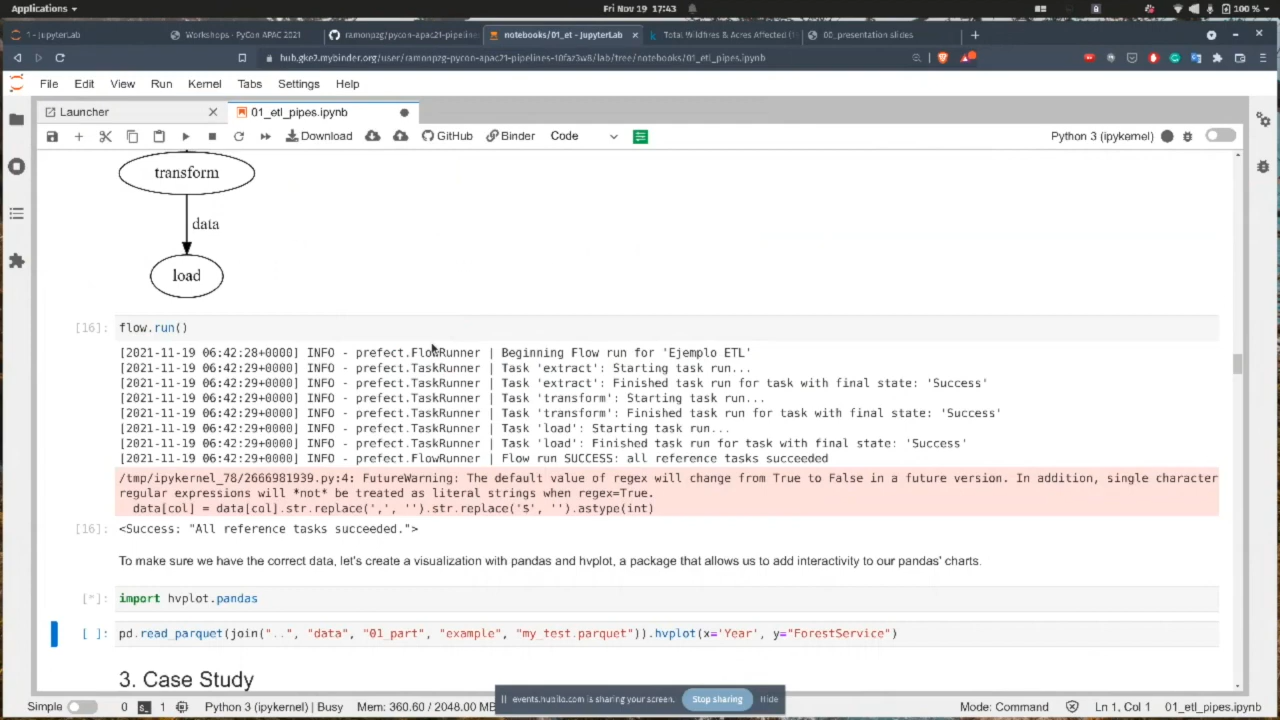 Applications
Fri Nov 19 17:43
100 %
1 - JupyterLab
Workshops - PyCon APAC 2021
ramonpzg/pycon-apac21-pipeline
notebooks/01_et - JupyterLab
Total Wildfires & Acres Affected (1
00_presentation slides
hub.gke2.mybinder.org/user/ramonpzg-pycon-apac21-pipelines-10faz3w8/lab/tree/notebooks/01_etl_pipes.ipynb
File Edit View Run Kernel Tabs Settings Help
Launcher
01_etl_pipes.ipynb
Download
GitHub
Binder
Code
Python 3 (ipykernel)
transform
data
load
[16]: flow.run()
[2021-11-19 06:42:28+0000] INFO - prefect.FlowRunner | Beginning Flow run for 'Ejemplo ETL'
[2021-11-19 06:42:29+0000] INFO - prefect.TaskRunner | Task 'extract': Starting task run...
[2021-11-19 06:42:29+0000] INFO - prefect.TaskRunner | Task 'extract': Finished task run for task with final state: 'Success'
[2021-11-19 06:42:29+0000] INFO - prefect.TaskRunner | Task 'transform': Starting task run...
[2021-11-19 06:42:29+0000] INFO - prefect.TaskRunner | Task 'transform': Finished task run for task with final state: 'Success'
[2021-11-19 06:42:29+0000] INFO - prefect.TaskRunner | Task 'load': Starting task run...
[2021-11-19 06:42:29+0000] INFO - prefect.TaskRunner | Task 'load': Finished task run for task with final state: 'Success'
[2021-11-19 06:42:29+0000] INFO - prefect.FlowRunner | Flow run SUCCESS: all reference tasks succeeded
/tmp/ipykernel_78/2666981939.py:4: FutureWarning: The default value of regex will change from True to False in a future version. In addition, single character
regular expressions will *not* be treated as literal strings when regex=True.
data[col] = data[col].str.replace(',', '').str.replace('$', '').astype(int)
[16]: <Success: "All reference tasks succeeded.">
To make sure we have the correct data, let's create a visualization with pandas and hvplot, a package that allows us to add interactivity to our pandas' charts.
[*]: import hvplot.pandas
[ ]: pd.read_parquet(join("..", "data", "01_part", "example", "my_test.parquet")).hvplot(x='Year', y="ForestService")
3. Case Study
events.hubilo.com is sharing your screen.
Stop sharing
Hide
Simple
0
1
Python 3 (ipykernel) | Busy
Mem: 360.60 / 2048.00 MB
Mode: Command
Ln 1, Col 1
01_etl_pipes.ipynb